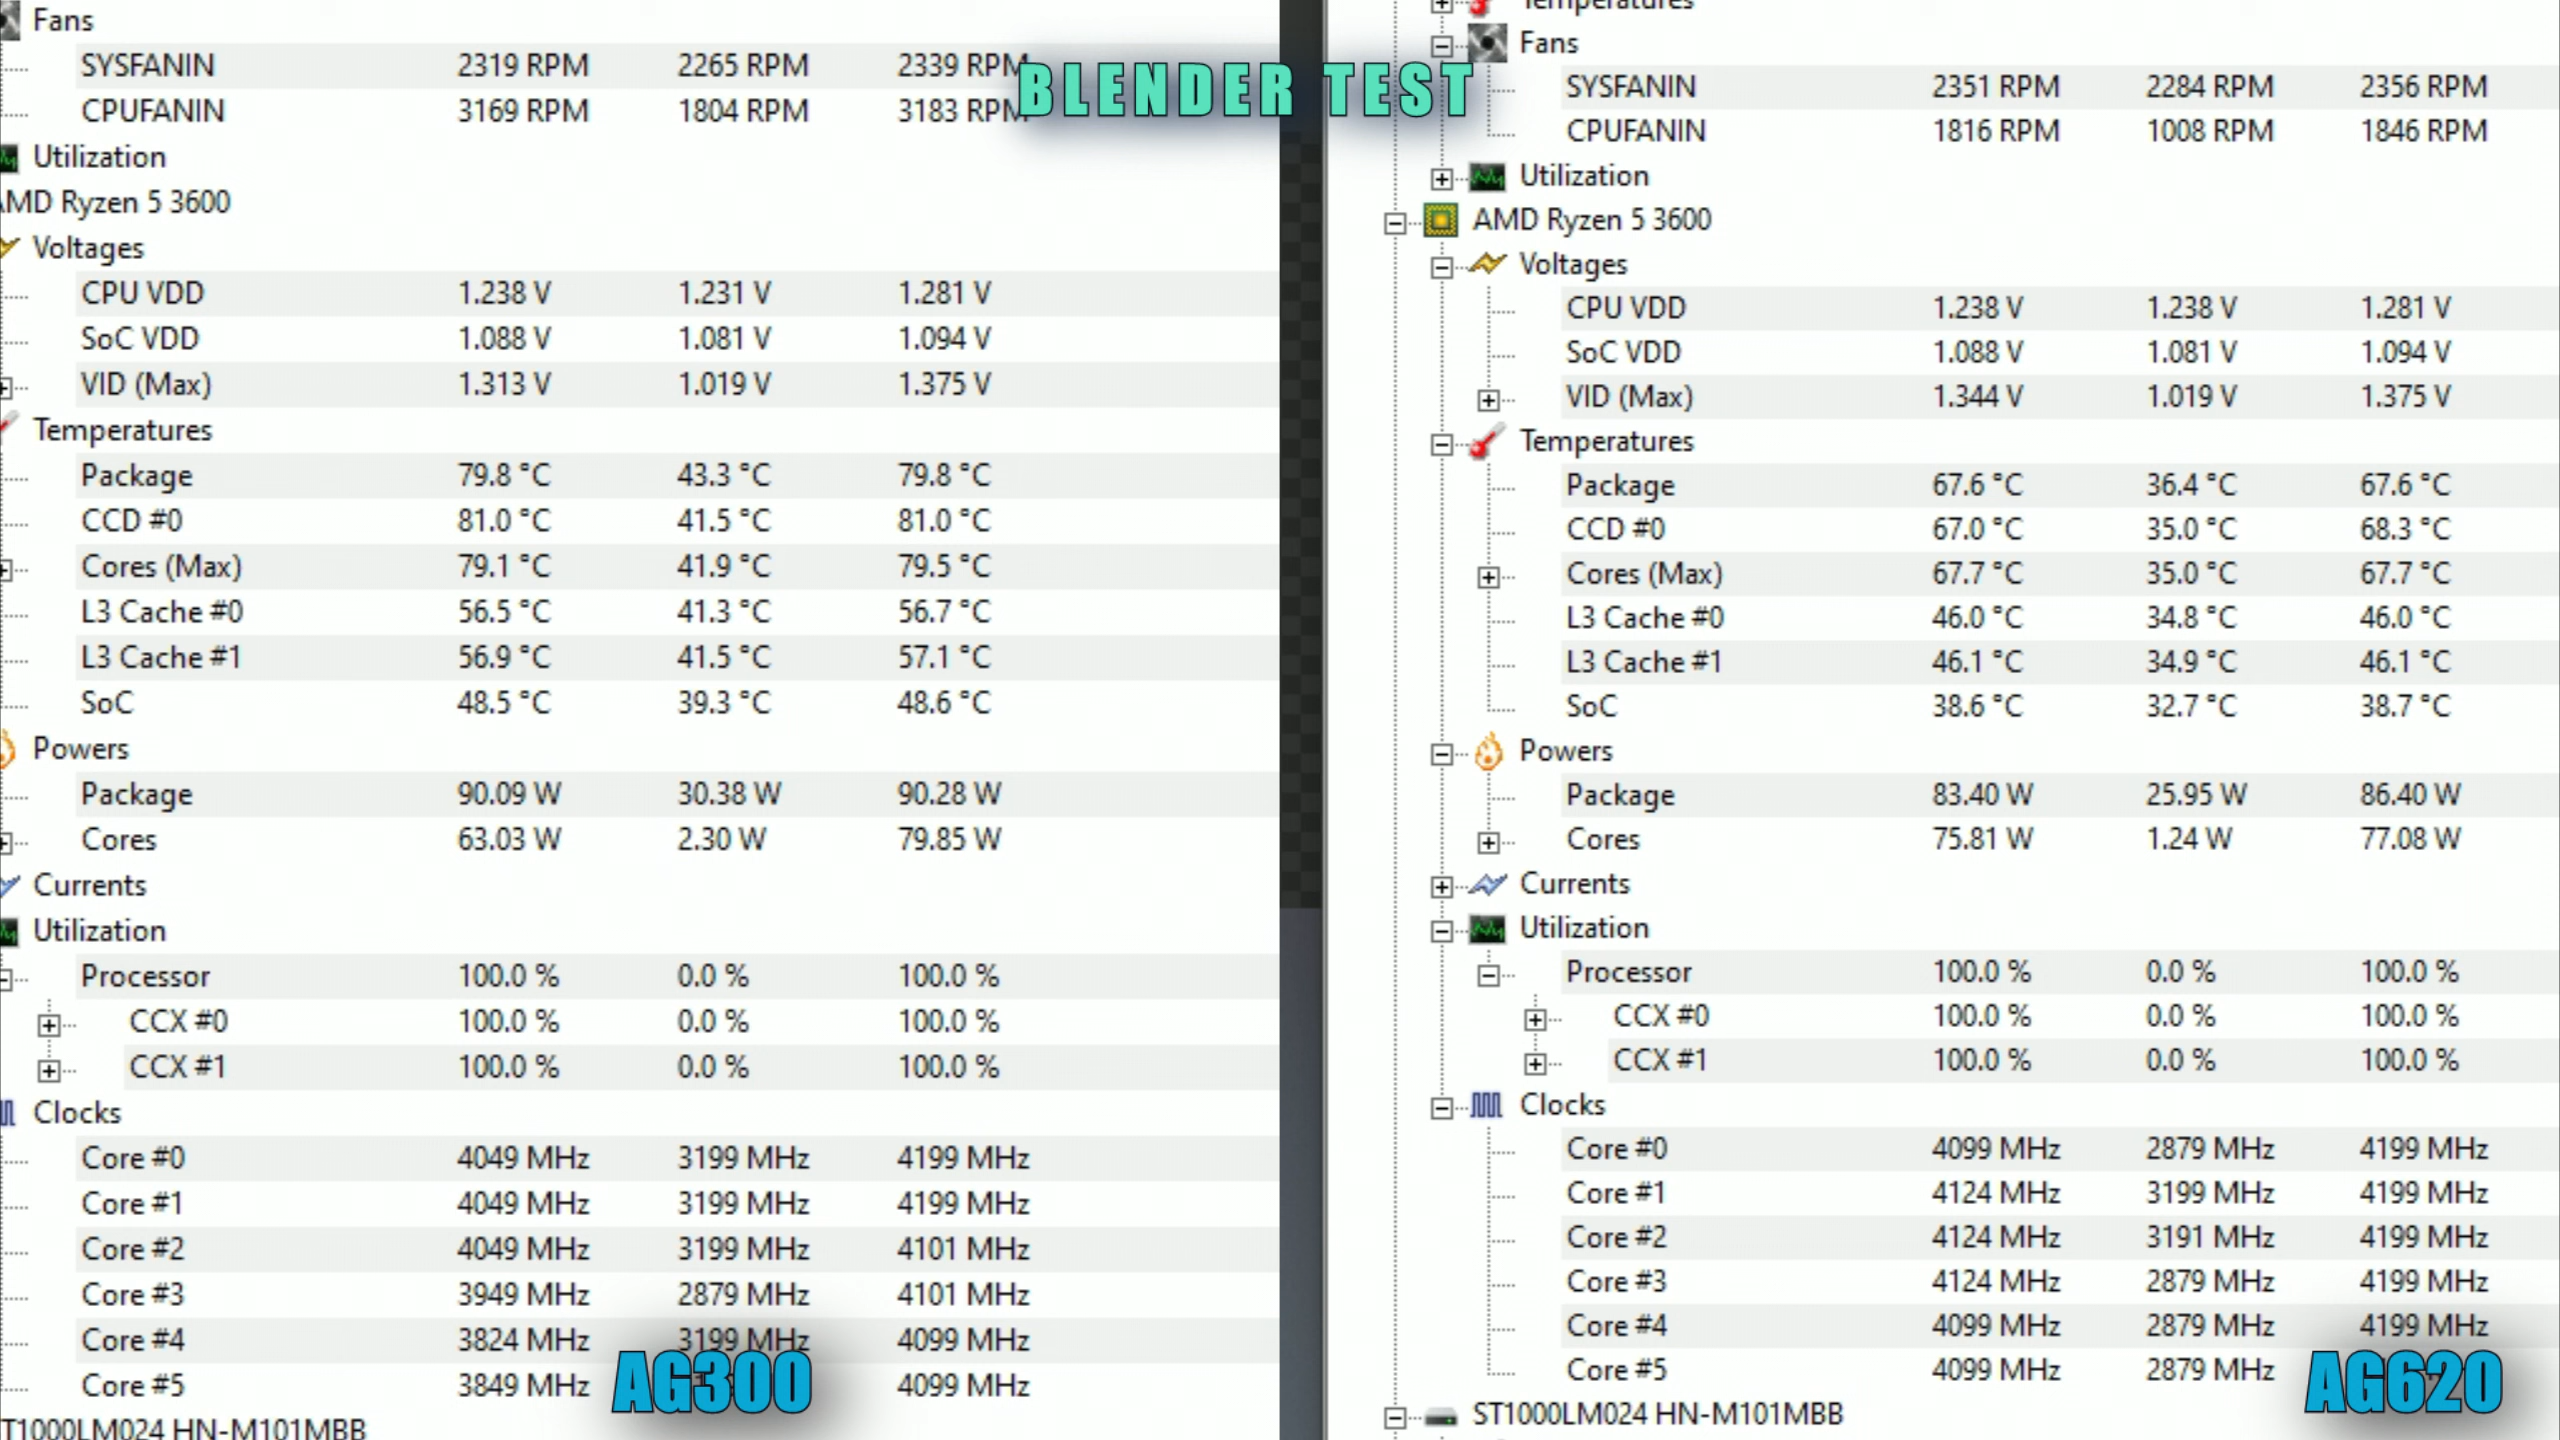 Fans
SYSFANIN 2319 RPM 2265 RPM 2339 RPM
CPUFANIN 3169 RPM 1804 RPM 3183 RPM
Utilization
AMD Ryzen 5 3600
Voltages
CPU VDD 1.238 V 1.231 V 1.281 V
SoC VDD 1.088 V 1.081 V 1.094 V
VID (Max) 1.313 V 1.019 V 1.375 V
Temperatures
Package 79.8 °C 43.3 °C 79.8 °C
CCD #0 81.0 °C 41.5 °C 81.0 °C
Cores (Max) 79.1 °C 41.9 °C 79.5 °C
L3 Cache #0 56.5 °C 41.3 °C 56.7 °C
L3 Cache #1 56.9 °C 41.5 °C 57.1 °C
SoC 48.5 °C 39.3 °C 48.6 °C
Powers
Package 90.09 W 30.38 W 90.28 W
Cores 63.03 W 2.30 W 79.85 W
Currents
Utilization
Processor 100.0 % 0.0 % 100.0 %
CCX #0 100.0 % 0.0 % 100.0 %
CCX #1 100.0 % 0.0 % 100.0 %
Clocks
Core #0 4049 MHz 3199 MHz 4199 MHz
Core #1 4049 MHz 3199 MHz 4199 MHz
Core #2 4049 MHz 3199 MHz 4101 MHz
Core #3 3949 MHz 2879 MHz 4101 MHz
Core #4 3824 MHz 3199 MHz 4099 MHz
Core #5 3849 MHz 4099 MHz
AG300
T1000LM024 HN-M101MBB
BLENDER TEST
Temperatures
Fans
SYSFANIN 2351 RPM 2284 RPM 2356 RPM
CPUFANIN 1816 RPM 1008 RPM 1846 RPM
Utilization
AMD Ryzen 5 3600
Voltages
CPU VDD 1.238 V 1.238 V 1.281 V
SoC VDD 1.088 V 1.081 V 1.094 V
VID (Max) 1.344 V 1.019 V 1.375 V
Temperatures
Package 67.6 °C 36.4 °C 67.6 °C
CCD #0 67.0 °C 35.0 °C 68.3 °C
Cores (Max) 67.7 °C 35.0 °C 67.7 °C
L3 Cache #0 46.0 °C 34.8 °C 46.0 °C
L3 Cache #1 46.1 °C 34.9 °C 46.1 °C
SoC 38.6 °C 32.7 °C 38.7 °C
Powers
Package 83.40 W 25.95 W 86.40 W
Cores 75.81 W 1.24 W 77.08 W
Currents
Utilization
Processor 100.0 % 0.0 % 100.0 %
CCX #0 100.0 % 0.0 % 100.0 %
CCX #1 100.0 % 0.0 % 100.0 %
Clocks
Core #0 4099 MHz 2879 MHz 4199 MHz
Core #1 4124 MHz 3199 MHz 4199 MHz
Core #2 4124 MHz 3191 MHz 4199 MHz
Core #3 4124 MHz 2879 MHz 4199 MHz
Core #4 4099 MHz 2879 MHz 4199 MHz
Core #5 4099 MHz 2879 MHz
AG620
ST1000LM024 HN-M101MBB